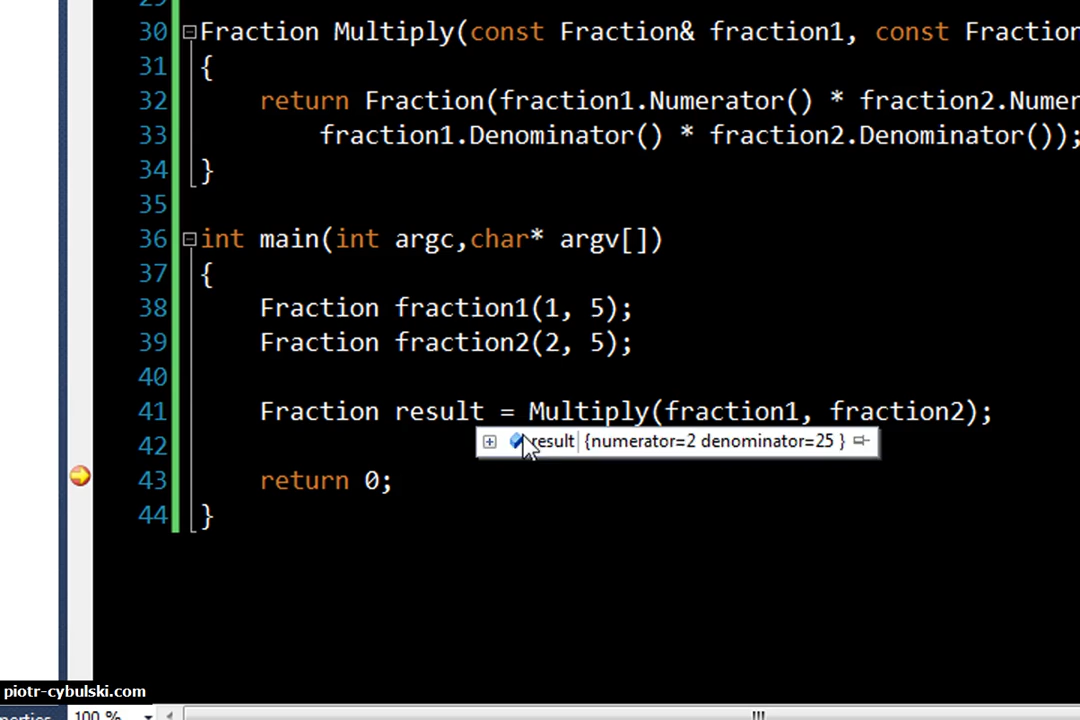 30 Fraction Multiply(const Fraction& fraction1, const Fraction
31 {
32 return Fraction(fraction1.Numerator() * fraction2.Numer
33 fraction1.Denominator() * fraction2.Denominator());
34 }
35
36 int main(int argc,char* argv[])
37 {
38 Fraction fraction1(1, 5);
39 Fraction fraction2(2, 5);
40
41 Fraction result = Multiply(fraction1, fraction2);
42 result {numerator=2 denominator=25 }
43 return 0;
44 }
piotr-cybulski.com
100 %